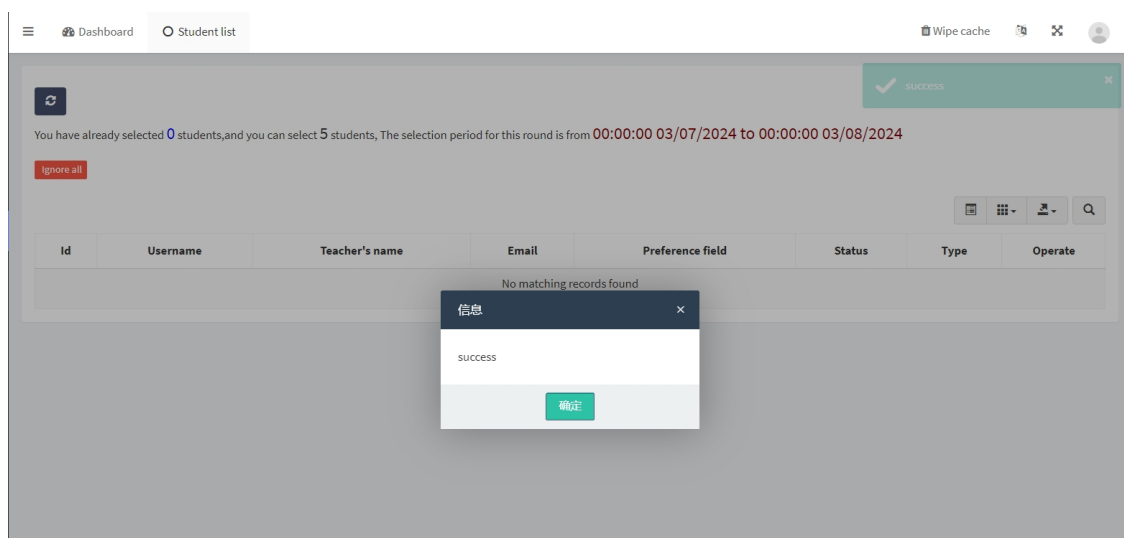 Dashboard Student list Wipe cache
success ×
You have already selected 0 students,and you can select 5 students, The selection period for this round is from 00:00:00 03/07/2024 to 00:00:00 03/08/2024
Ignore all
Id Username Teacher's name Email Preference field Status Type Operate
No matching records found
信息 ×
success
确定